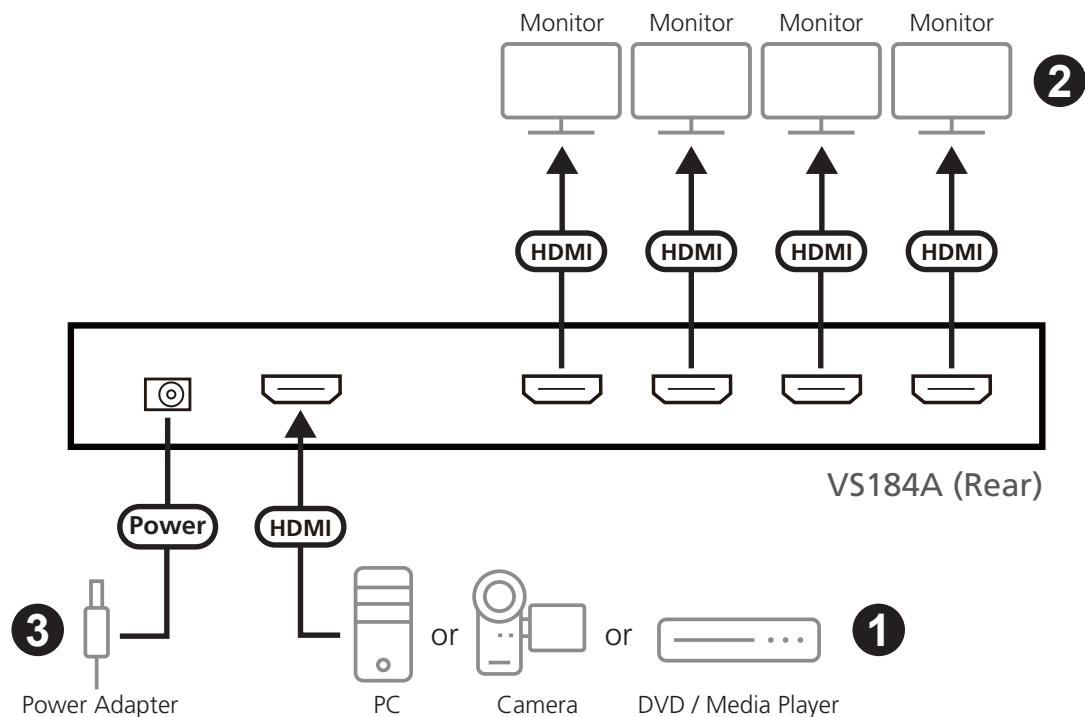 Monitor Monitor Monitor Monitor
2
HDMI HDMI HDMI HDMI
VS184A (Rear)
Power HDMI
3 or or 1
Power Adapter PC Camera DVD / Media Player